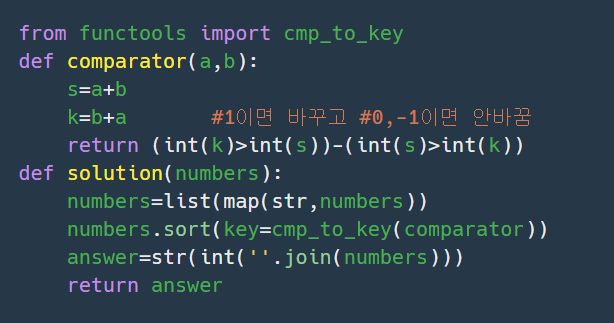 from functools import cmp_to_key
def comparator(a,b):
    s=a+b
    k=b+a       #1이면 바꾸고 #0,-1이면 안바꿈
    return (int(k)>int(s))-(int(s)>int(k))
def solution(numbers):
    numbers=list(map(str,numbers))
    numbers.sort(key=cmp_to_key(comparator))
    answer=str(int(''.join(numbers)))
    return answer